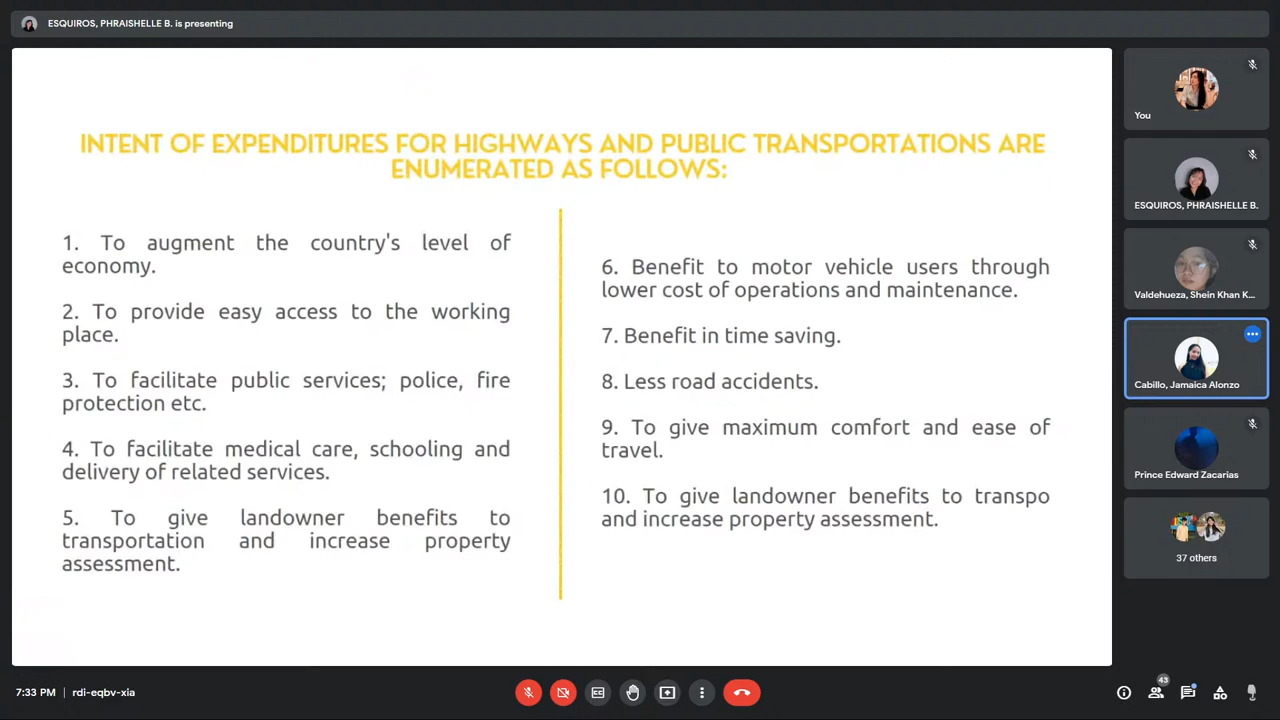 ESQUIROS, PHRAISHELLE B. is presenting
INTENT OF EXPENDITURES FOR HIGHWAYS AND PUBLIC TRANSPORTATIONS ARE
ENUMERATED AS FOLLOWS:
1. To augment the country's level of
economy.
2. To provide easy access to the working
place.
3. To facilitate public services; police, fire
protection etc.
4. To facilitate medical care, schooling and
delivery of related services.
5. To give landowner benefits to
transportation and increase property
assessment.
6. Benefit to motor vehicle users through
lower cost of operations and maintenance.
7. Benefit in time saving.
8. Less road accidents.
9. To give maximum comfort and ease of
travel.
10. To give landowner benefits to transpo
and increase property assessment.
You
ESQUIROS, PHRAISHELLE B.
Valdehueza, Shein Khan K...
Cabillo, Jamaica Alonzo
Prince Edward Zacarias
37 others
7:33 PM | rdi-eqbv-xia
CC
43